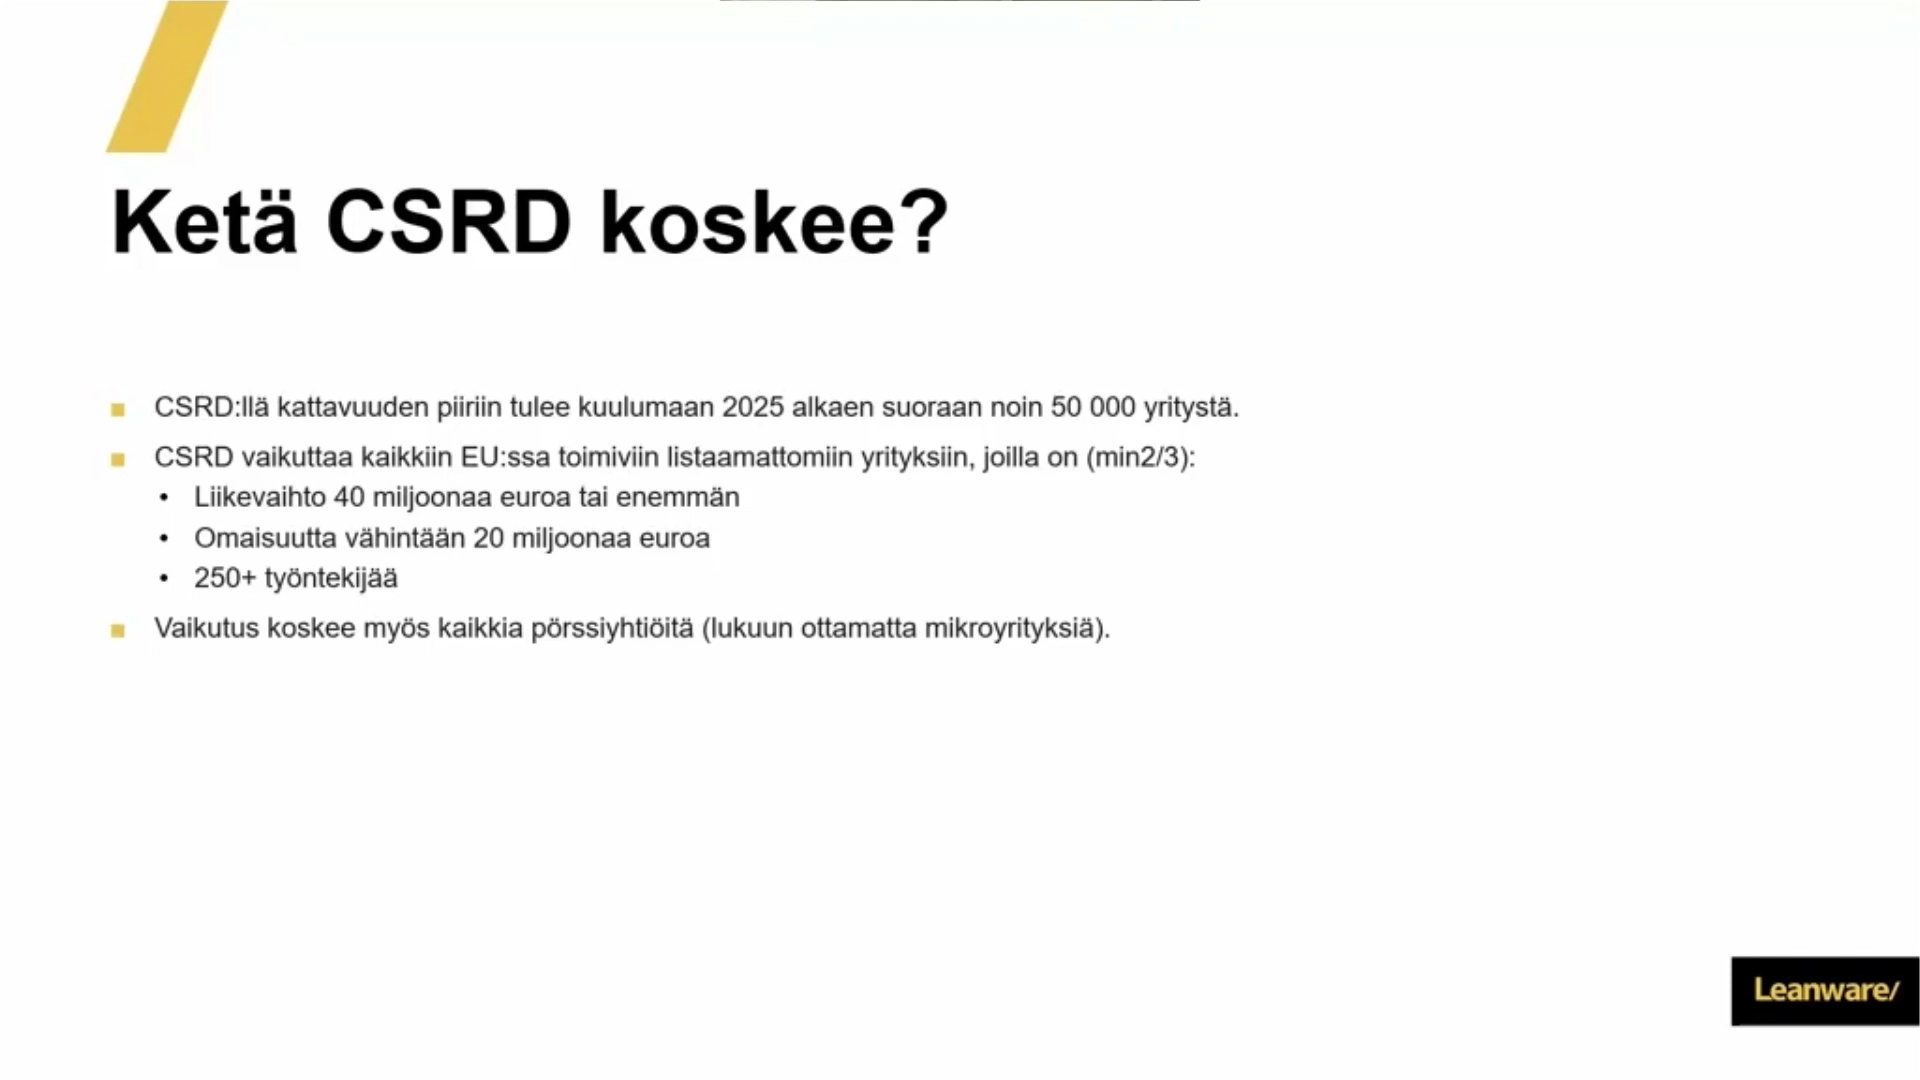 Ketä CSRD koskee?
CSRD:llä kattavuuden piiriin tulee kuulumaan 2025 alkaen suoraan noin 50 000 yritystä.
CSRD vaikuttaa kaikkiin EU:ssa toimiviin listaamattomiin yrityksiin, joilla on (min2/3):
• Liikevaihto 40 miljoonaa euroa tai enemmän
• Omaisuutta vähintään 20 miljoonaa euroa
• 250+ työntekijää
Vaikutus koskee myös kaikkia pörssiyhtiöitä (lukuun ottamatta mikroyrityksiä).
Leanware/